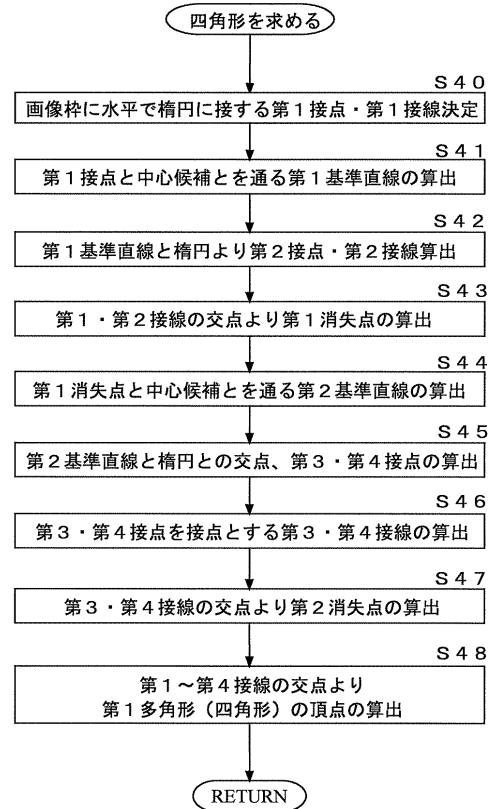 四角形を求める
S40
画像枠に水平で楕円に接する第1接点・第1接線決定
S41
第1接点と中心候補とを通る第1基準直線の算出
S42
第1基準直線と楕円より第2接点・第2接線算出
S43
第1・第2接線の交点より第1消失点の算出
S44
第1消失点と中心候補とを通る第2基準直線の算出
S45
第2基準直線と楕円との交点、第3・第4接点の算出
S46
第3・第4接点を接点とする第3・第4接線の算出
S47
第3・第4接線の交点より第2消失点の算出
S48
第1~第4接線の交点より
第1多角形(四角形)の頂点の算出
RETURN